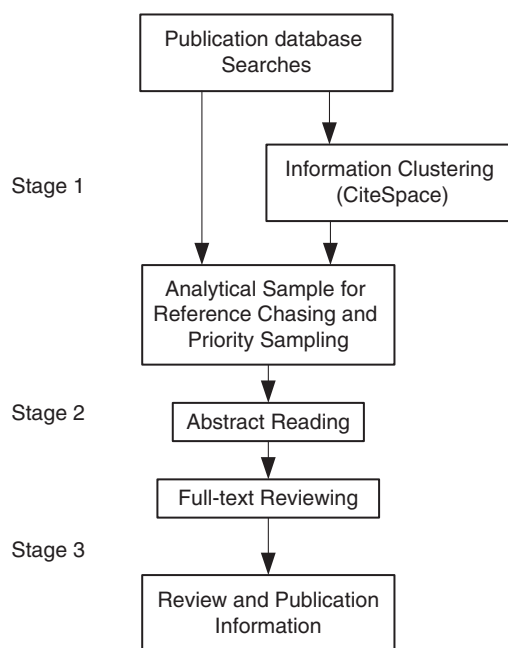 Publication database
Searches
Stage 1
Information Clustering
(CiteSpace)
Analytical Sample for
Reference Chasing and
Priority Sampling
Stage 2
Abstract Reading
Full-text Reviewing
Stage 3
Review and Publication
Information